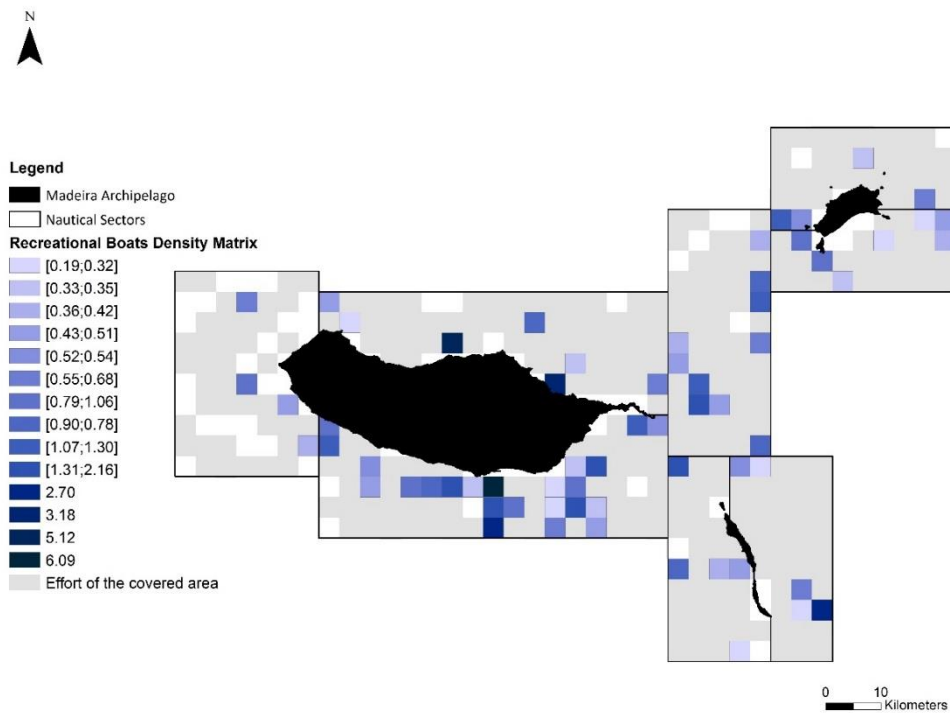 N
Legend
Madeira Archipelago
Nautical Sectors
Recreational Boats Density Matrix
[0.19;0.32]
[0.33;0.35]
[0.36;0.42]
[0.43;0.51]
[0.52;0.54]
[0.55;0.68]
[0.79;1.06]
[0.90;0.78]
[1.07;1.30]
[1.31;2.16]
2.70
3.18
5.12
6.09
Effort of the covered area
0 10
Kilometers